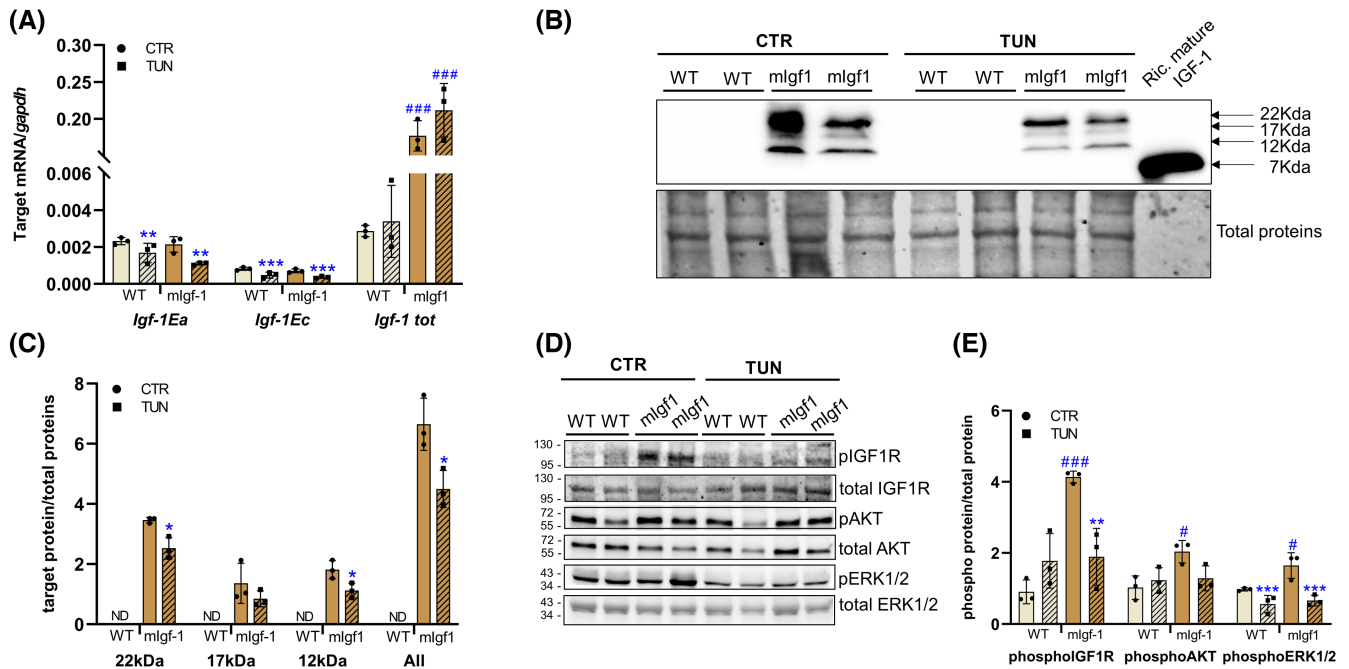 (A)
CTR
TUN
Target mRNA/gapdh
0.30
0.25
0.20
0.006
0.004
0.002
0.000
###
###
**
**
***
***
WT mIgf-1 WT mIgf-1 WT mIgf1
Igf-1Ea Igf-1Ec Igf-1 tot
(B)
CTR TUN
WT WT mIgf1 mIgf1 WT WT mIgf1 mIgf1
Ric. mature
IGF-1
22Kda
17Kda
12Kda
7Kda
Total proteins
(C)
CTR
TUN
target protein/total proteins
8
6
4
2
0
*
*
*
ND ND ND ND
WT mIgf-1 WT mIgf-1 WT mIgf1 WT mIgf1
22kDa 17kDa 12kDa All
(D)
CTR TUN
WT WT mIgf1 mIgf1 WT WT mIgf1 mIgf1
130 -
95 -
pIGF1R
130 -
95 -
total IGF1R
72 -
55 -
pAKT
72 -
55 -
total AKT
43 -
34 -
pERK1/2
43 -
34 -
total ERK1/2
(E)
CTR
TUN
phospho protein/total protein
6
4
2
0
###
**
#
#
***
***
WT mIgf-1 WT mIgf-1 WT mIgf1
phosphoIGF1R phosphoAKT phosphoERK1/2